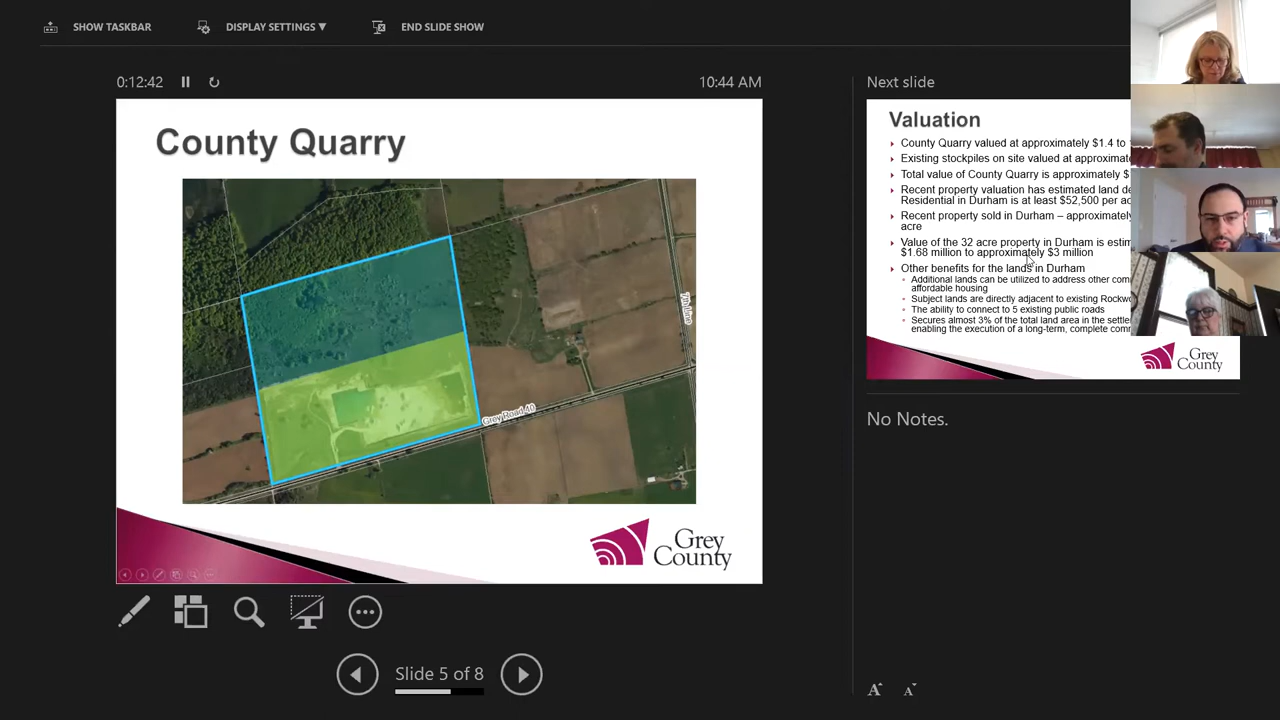 SHOW TASKBAR
DISPLAY SETTINGS ▼
END SLIDE SHOW
0:12:42
10:44 AM
County Quarry
Grey Road 40
7th Line
Grey
County
Slide 5 of 8
Next slide
Valuation
County Quarry valued at approximately $1.4 to
Existing stockpiles on site valued at approximate
Total value of County Quarry is approximately $
Recent property valuation has estimated land de
Residential in Durham is at least $52,500 per ac
Recent property sold in Durham – approximately
acre
Value of the 32 acre property in Durham is estim
$1.68 million to approximately $3 million
Other benefits for the lands in Durham
Additional lands can be utilized to address other com
affordable housing
Subject lands are directly adjacent to existing Rockwo
The ability to connect to 5 existing public roads
Secures almost 3% of the total land area in the settle
enabling the execution of a long-term, complete comm
Grey
County
No Notes.
A A